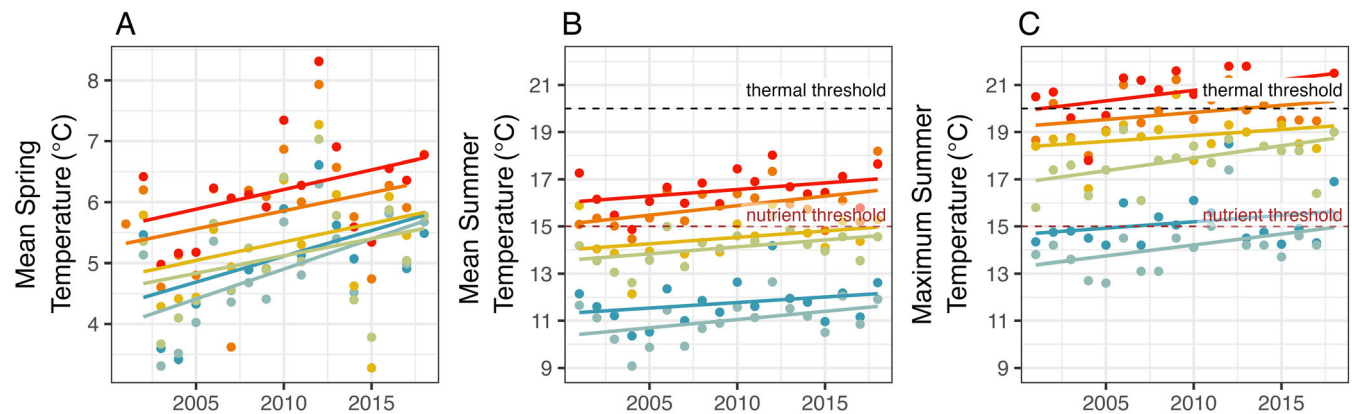 A
Mean Spring
Temperature (°C)
8
7
6
5
4
2005
2010
2015
B
Mean Summer
Temperature (°C)
21
19
17
15
13
11
9
thermal threshold
nutrient threshold
2005
2010
2015
C
Maximum Summer
Temperature (°C)
21
19
17
15
13
11
9
thermal threshold
nutrient threshold
2005
2010
2015